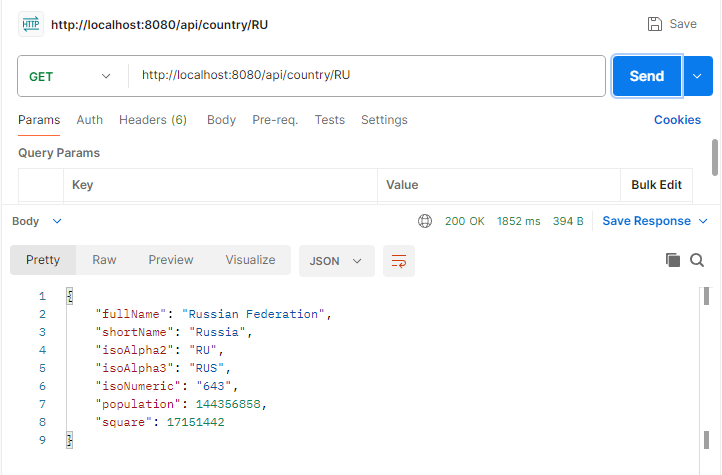 HTTP http://localhost:8080/api/country/RU Save
GET http://localhost:8080/api/country/RU Send
Params Auth Headers (6) Body Pre-req. Tests Settings Cookies
Query Params
Key Value Bulk Edit
Body 200 OK 1852 ms 394 B Save Response
Pretty Raw Preview Visualize JSON
1 {
2 "fullName": "Russian Federation",
3 "shortName": "Russia",
4 "isoAlpha2": "RU",
5 "isoAlpha3": "RUS",
6 "isoNumeric": "643",
7 "population": 144356858,
8 "square": 17151442
9 }